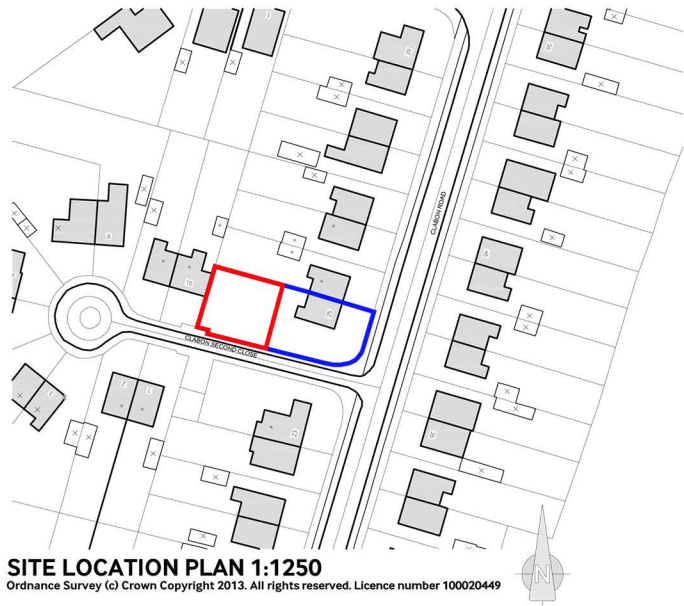 CLABON ROAD
CLABON SECOND CLOSE
SITE LOCATION PLAN 1:1250
Ordnance Survey (c) Crown Copyright 2013. All rights reserved. Licence number 100020449
N